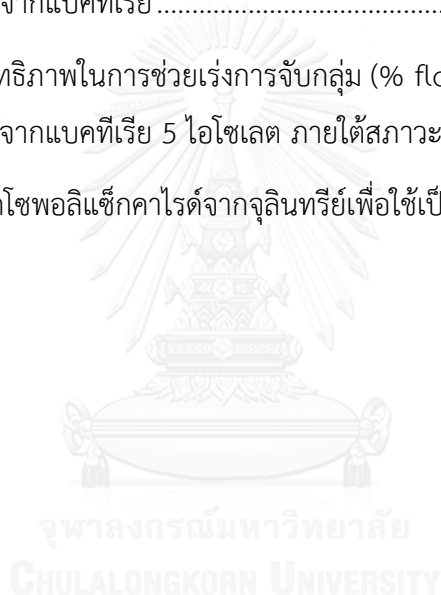 จากแบคทีเรีย........................................
ทธิภาพในการช่วยเร่งการจับกลุ่ม (% flo
จากแบคทีเรีย 5 ไอโซเลต ภายใต้สภาวะ
โซพอลิแซ็กคาไรด์จากจุลินทรีย์เพื่อใช้เป็
จุฬาลงกรณ์มหาวิทยาลัย
CHULALONGKORN UNIVERSITY